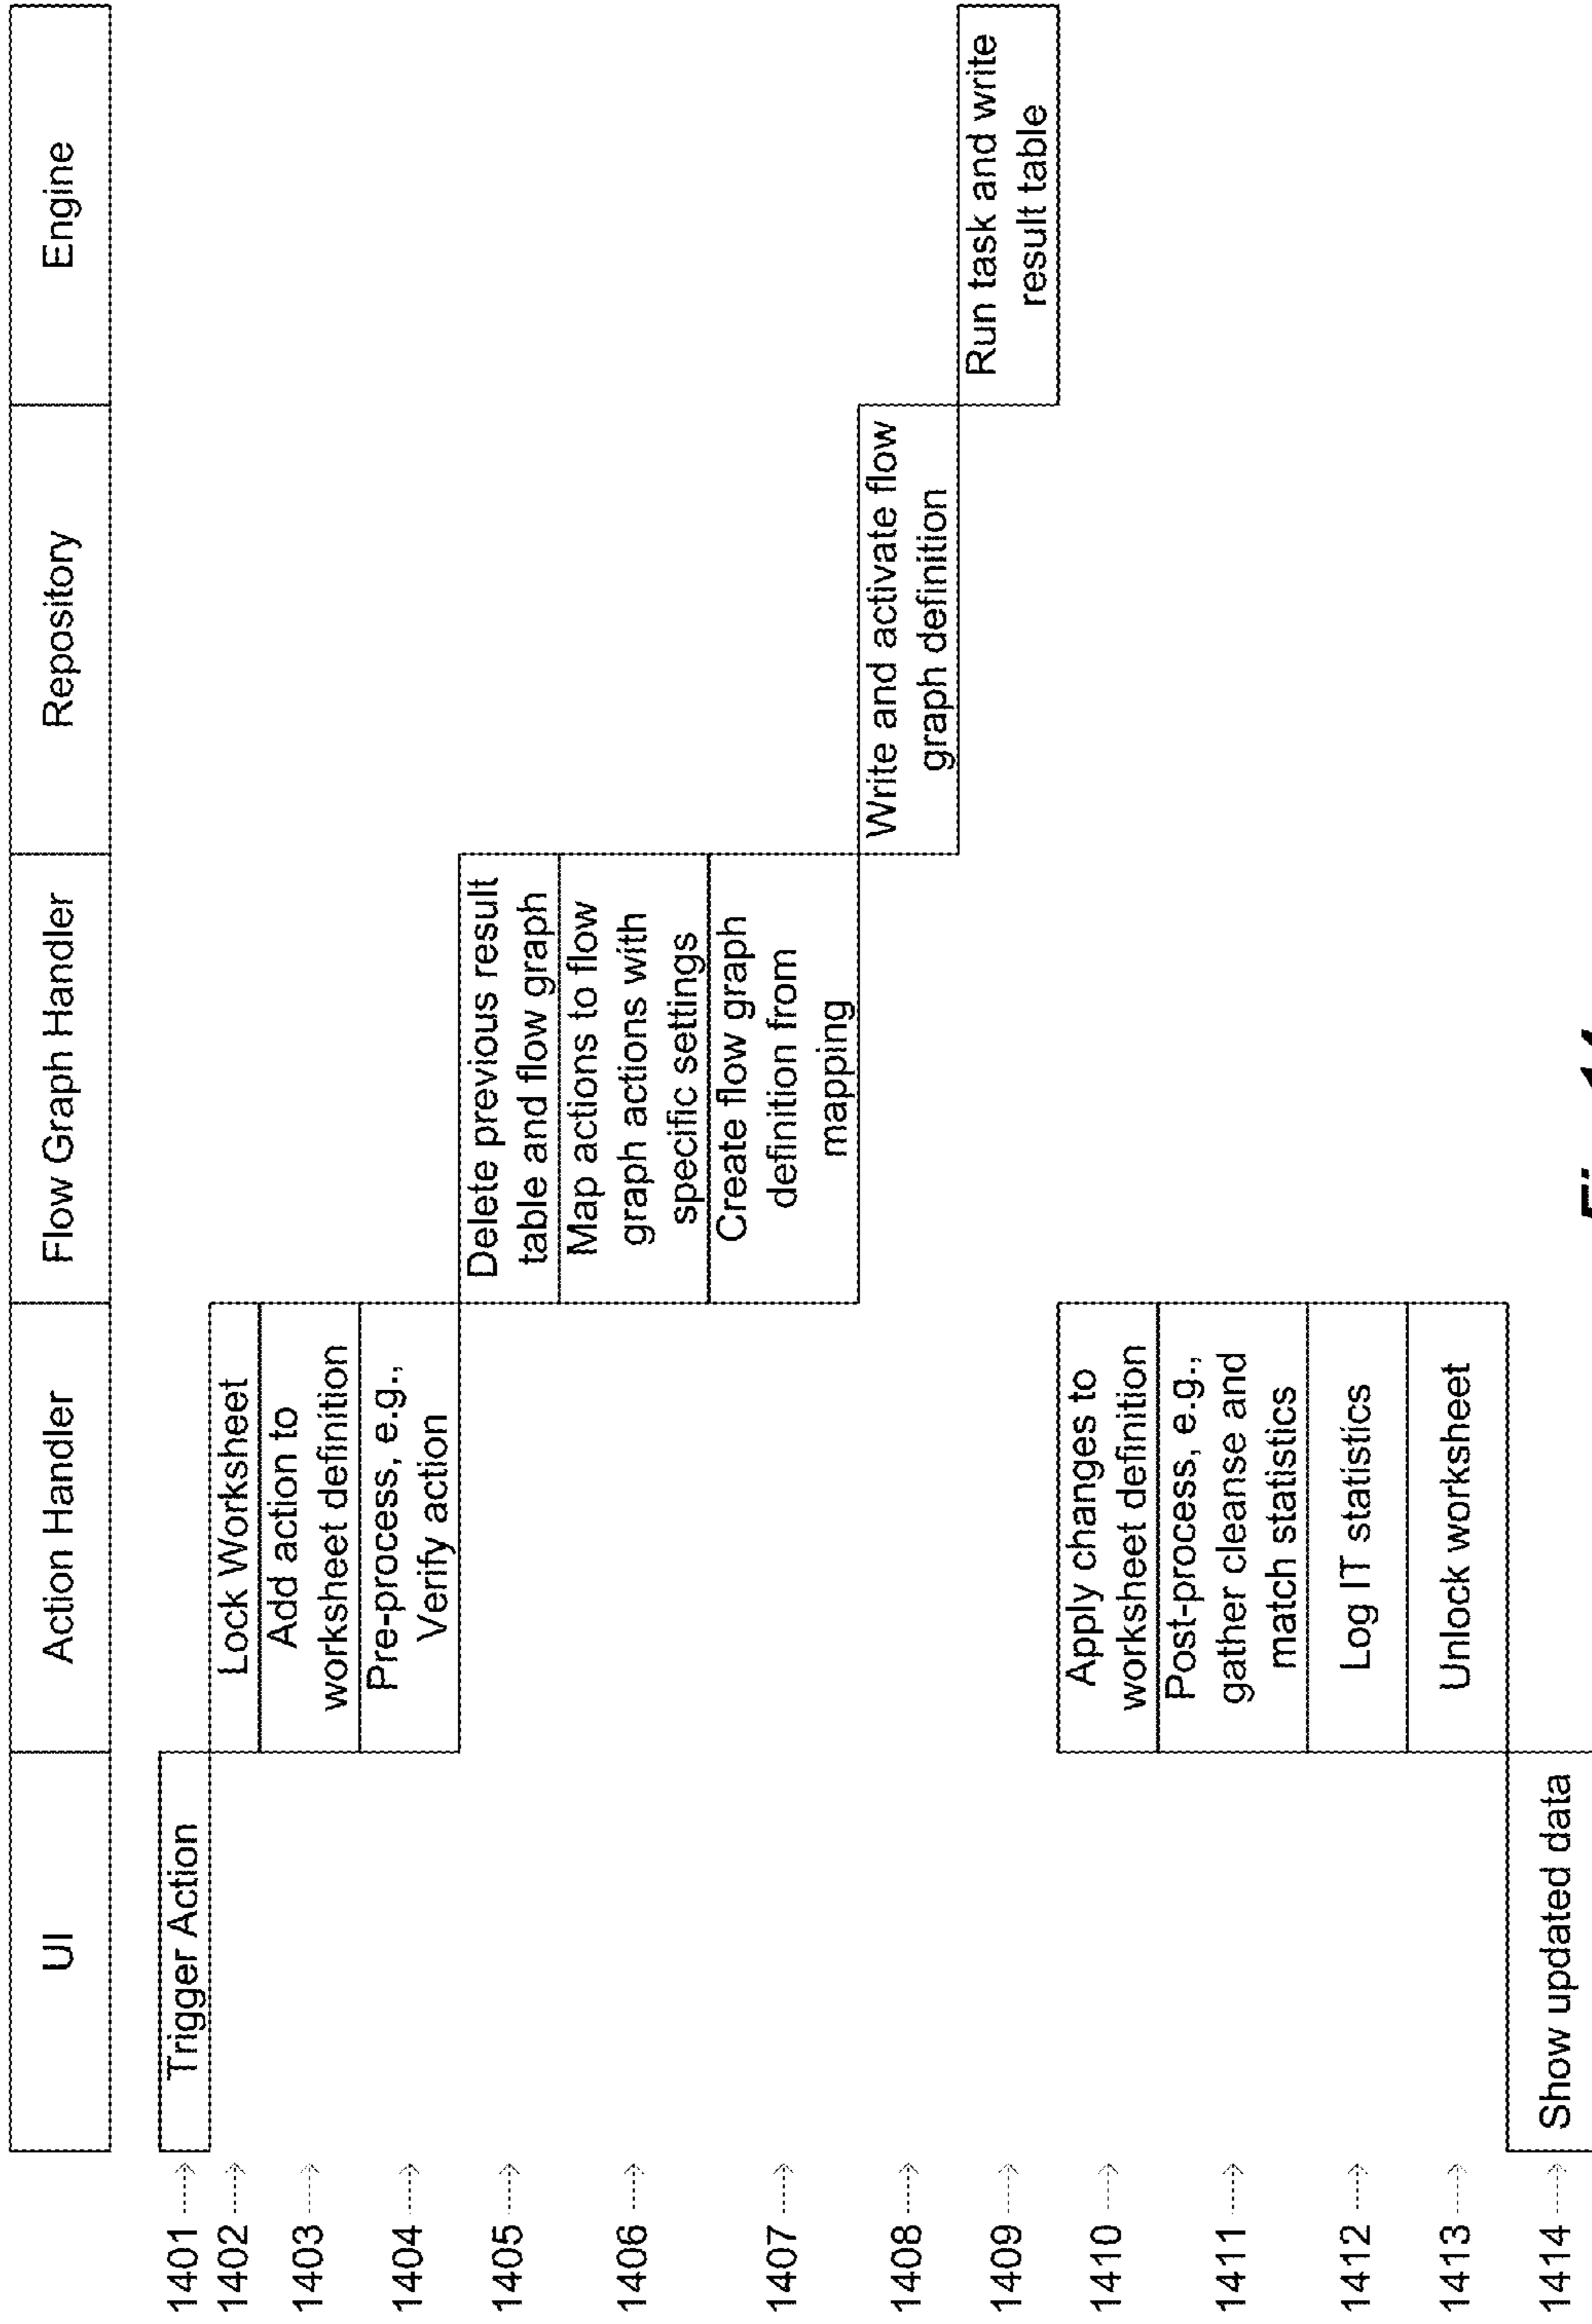 UI
Action Handler
Flow Graph Handler
Repository
Engine
1401
Trigger Action
1402
Lock Worksheet
1403
Add action to
worksheet definition
1404
Pre-process, e.g.,
Verify action
1405
Delete previous result
table and flow graph
1406
Map actions to flow
graph actions with
specific settings
1407
Create flow graph
definition from
mapping
1408
Write and activate flow
graph definition
1409
Run task and write
result table
1410
Apply changes to
worksheet definition
1411
Post-process, e.g.,
gather cleanse and
match statistics
1412
Log IT statistics
1413
Unlock worksheet
1414
Show updated data